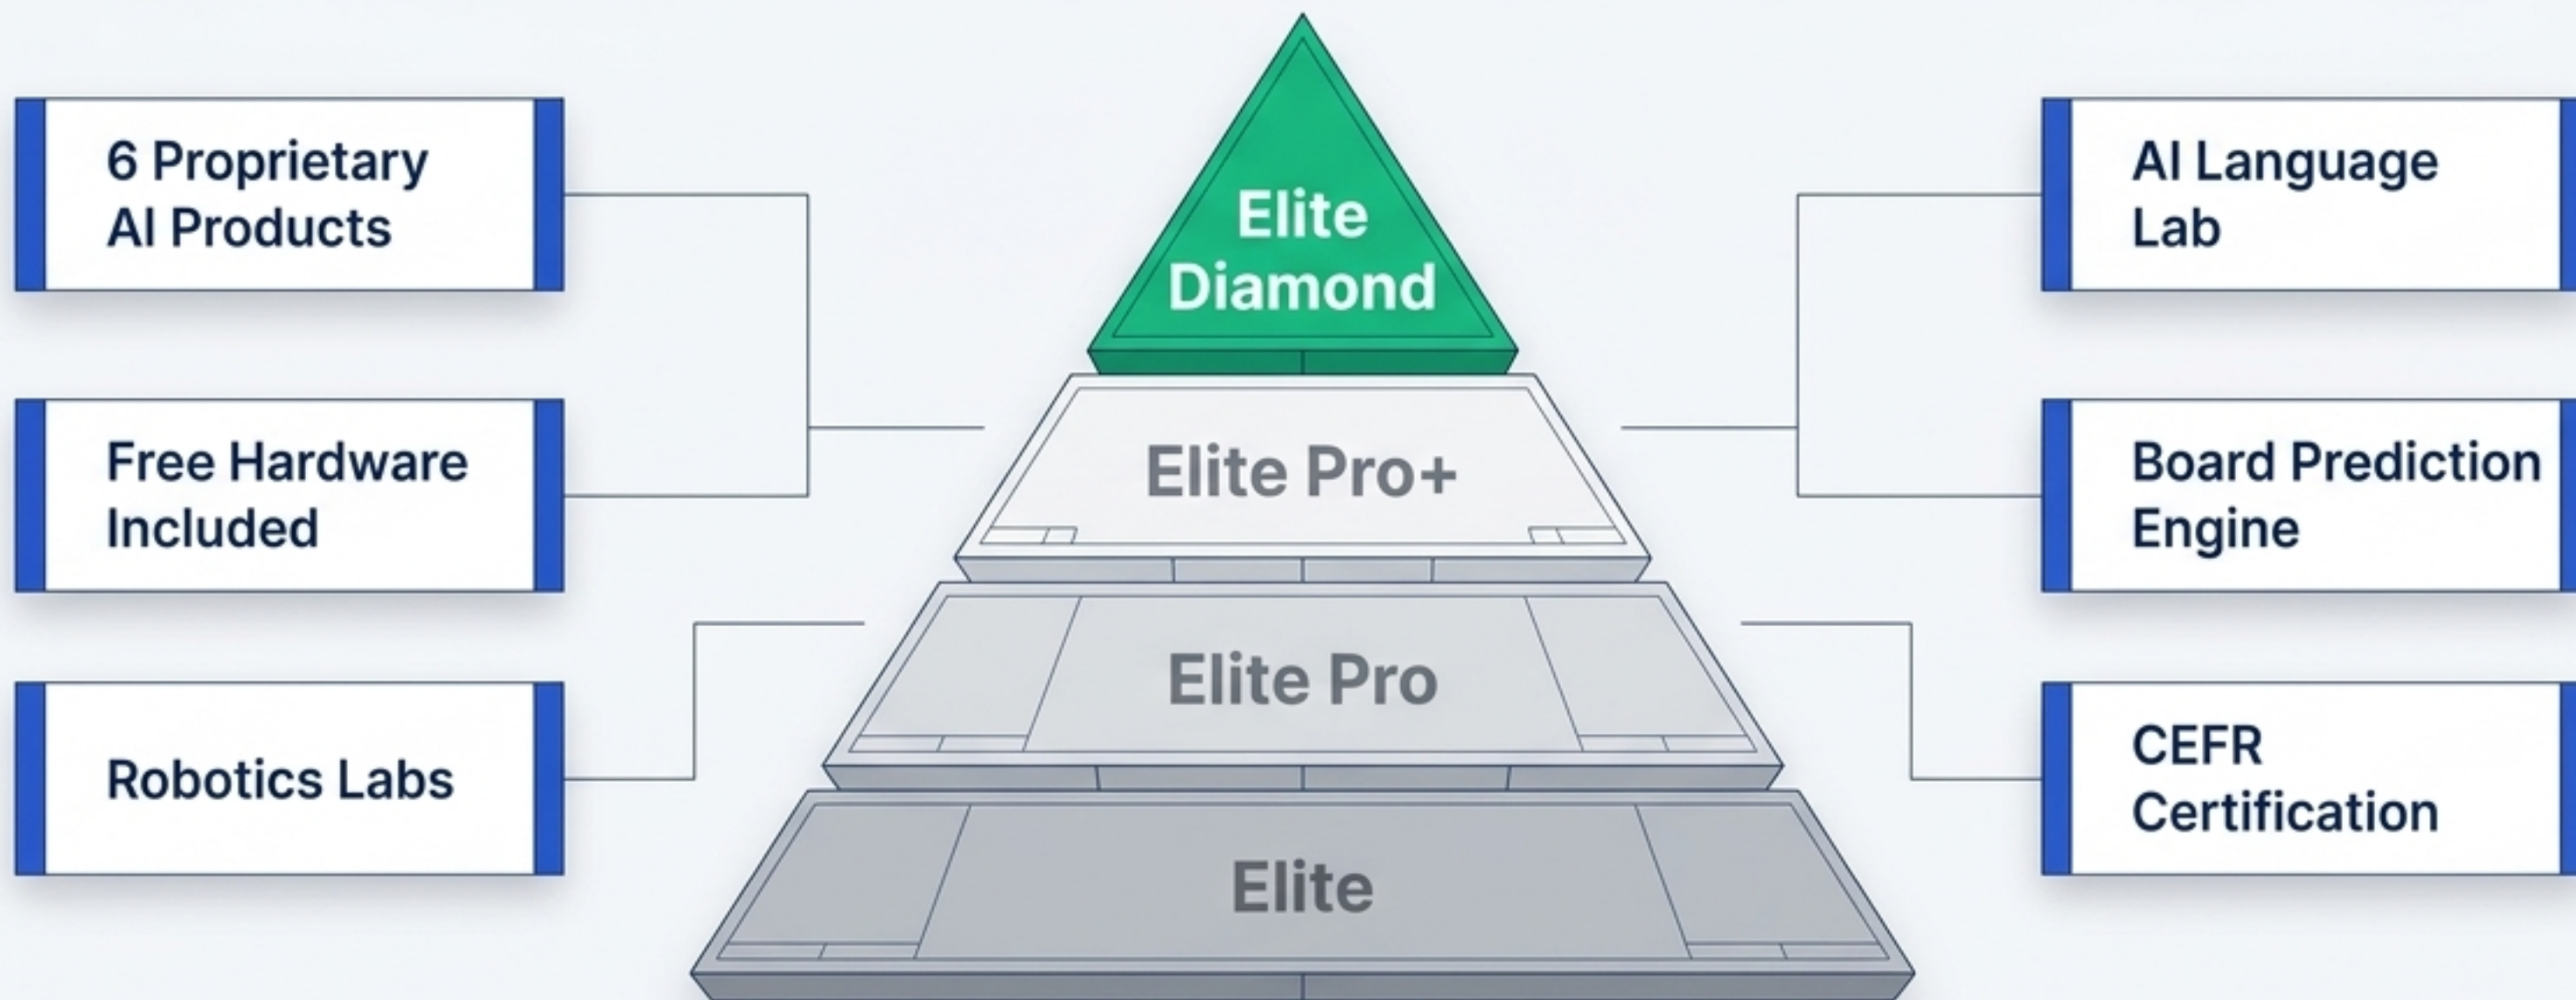 6 Proprietary
AI Products
Free Hardware
Included
Robotics Labs
Elite
Diamond
Elite Pro+
Elite Pro
Elite
AI Language
Lab
Board Prediction
Engine
CEFR
Certification